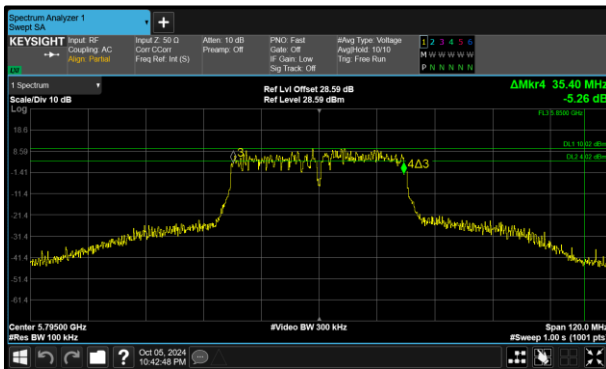 Spectrum Analyzer 1
Swept SA
+
KEYSIGHT
Input: RF
Coupling: AC
Align: Partial
Input Z: 50 Ω
Corr CCorr
Freq Ref: Int (S)
Atten: 10 dB
Preamp: Off
PNO: Fast
Gate: Off
IF Gain: Low
Sig Track: Off
#Avg Type: Voltage
Avg|Hold: 10/10
Trig: Free Run
1 2 3 4 5 6
M W W W W W
P N N N N N
1 Spectrum
Scale/Div 10 dB
Ref Lvl Offset 28.59 dB
Ref Level 28.59 dBm
ΔMkr4 35.40 MHz
-5.26 dB
Log
18.6
8.59
-1.41
-11.4
-21.4
-31.4
-41.4
-51.4
-61.4
DL1 10.02 dBm
DL2 4.02 dBm
3
4Δ3
Center 5.79500 GHz
#Res BW 100 kHz
#Video BW 300 kHz
Span 120.0 MHz
#Sweep 1.00 s (1001 pts)
?
Oct 05, 2024
10:42:48 PM